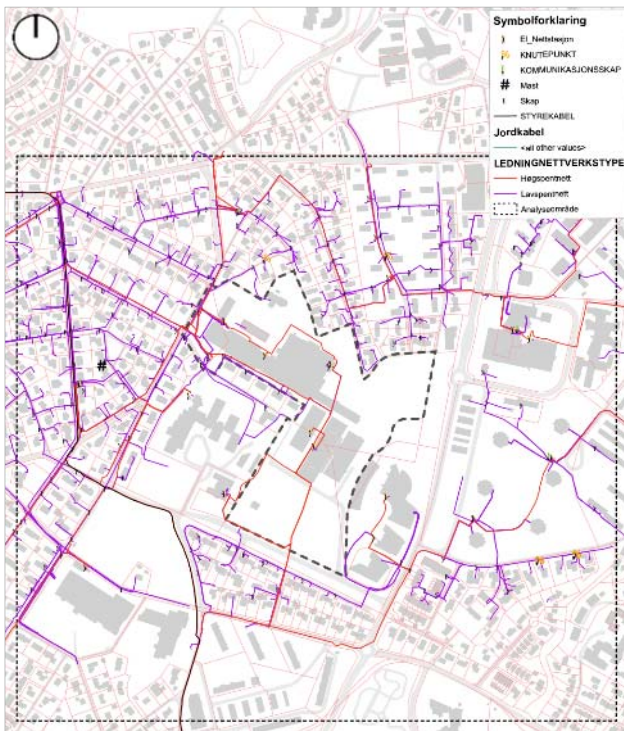 Symbolforklaring
El_Nettstasjon
KNUTEPUNKT
KOMMUNIKASJONSSKAP
Mast
Skap
STYREKABEL
Jordkabel
<all other values>
LEDNINGNETTVERKSTYPE
Høgspentnett
Lavspentnett
Analyseområde